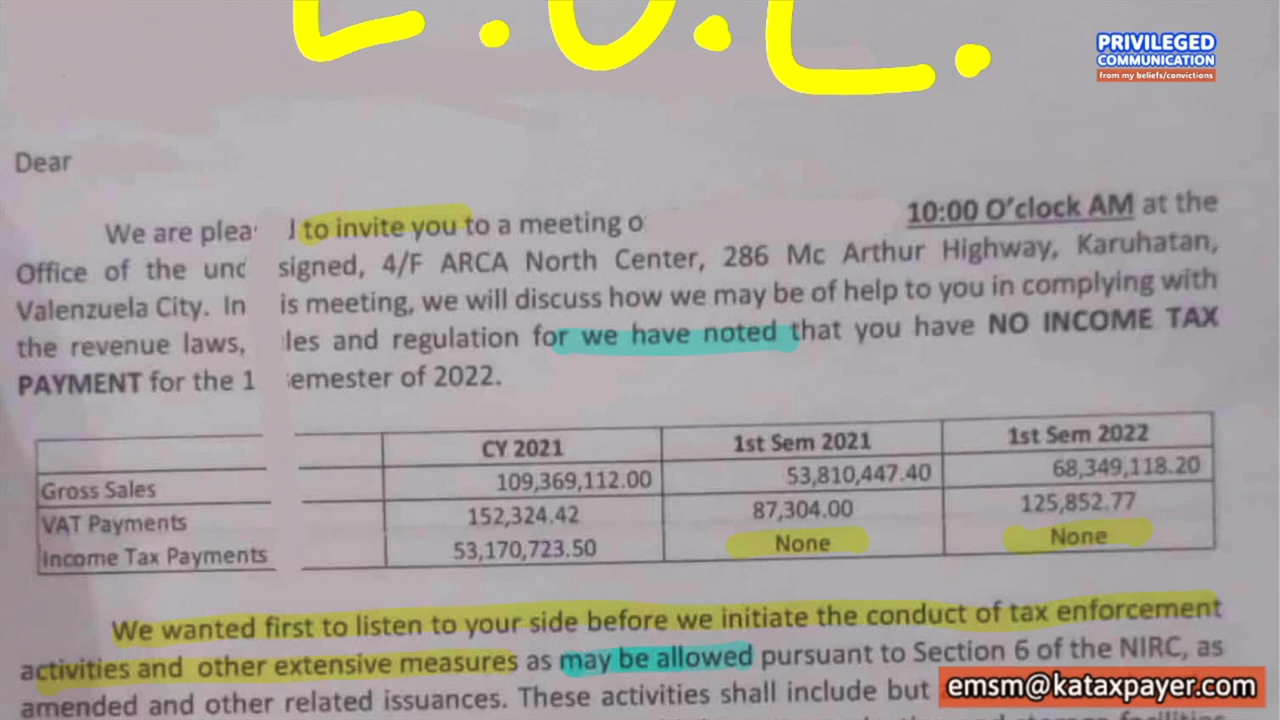 L.O.L.
PRIVILEGED
COMMUNICATION
from my beliefs/convictions
Dear
We are plea d to invite you to a meeting o 10:00 O'clock AM at the
Office of the und signed, 4/F ARCA North Center, 286 Mc Arthur Highway, Karuhatan,
Valenzuela City. In is meeting, we will discuss how we may be of help to you in complying with
the revenue laws, les and regulation for we have noted that you have NO INCOME TAX
PAYMENT for the 1 emester of 2022.
CY 2021 1st Sem 2021 1st Sem 2022
Gross Sales 109,369,112.00 53,810,447.40 68,349,118.20
VAT Payments 152,324.42 87,304.00 125,852.77
Income Tax Payments 53,170,723.50 None None
We wanted first to listen to your side before we initiate the conduct of tax enforcement
activities and other extensive measures as may be allowed pursuant to Section 6 of the NIRC, as
amended and other related issuances. These activities shall include but
emsm@kataxpayer.com